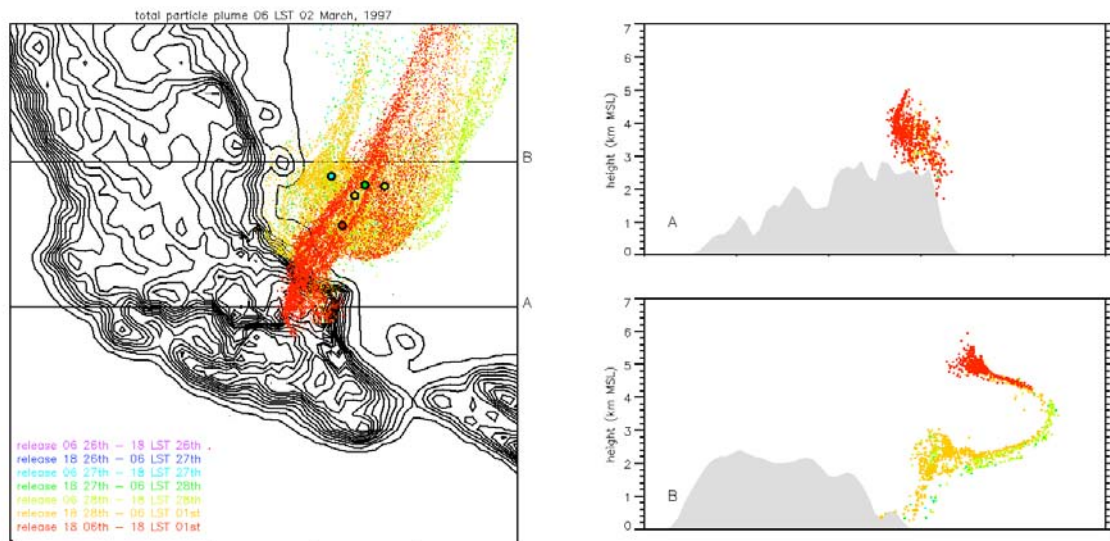 total particle plume 06 LST 02 March, 1997
B
A
release 06 26th – 18 LST 26th
release 18 26th – 06 LST 27th
release 06 27th – 18 LST 27th
release 18 27th – 06 LST 28th
release 06 28th – 18 LST 28th
release 18 28th – 06 LST 01st
release 18 06th – 18 LST 01st
7
6
5
4
3
2
1
0
height (km MSL)
A
7
6
5
4
3
2
1
0
height (km MSL)
B